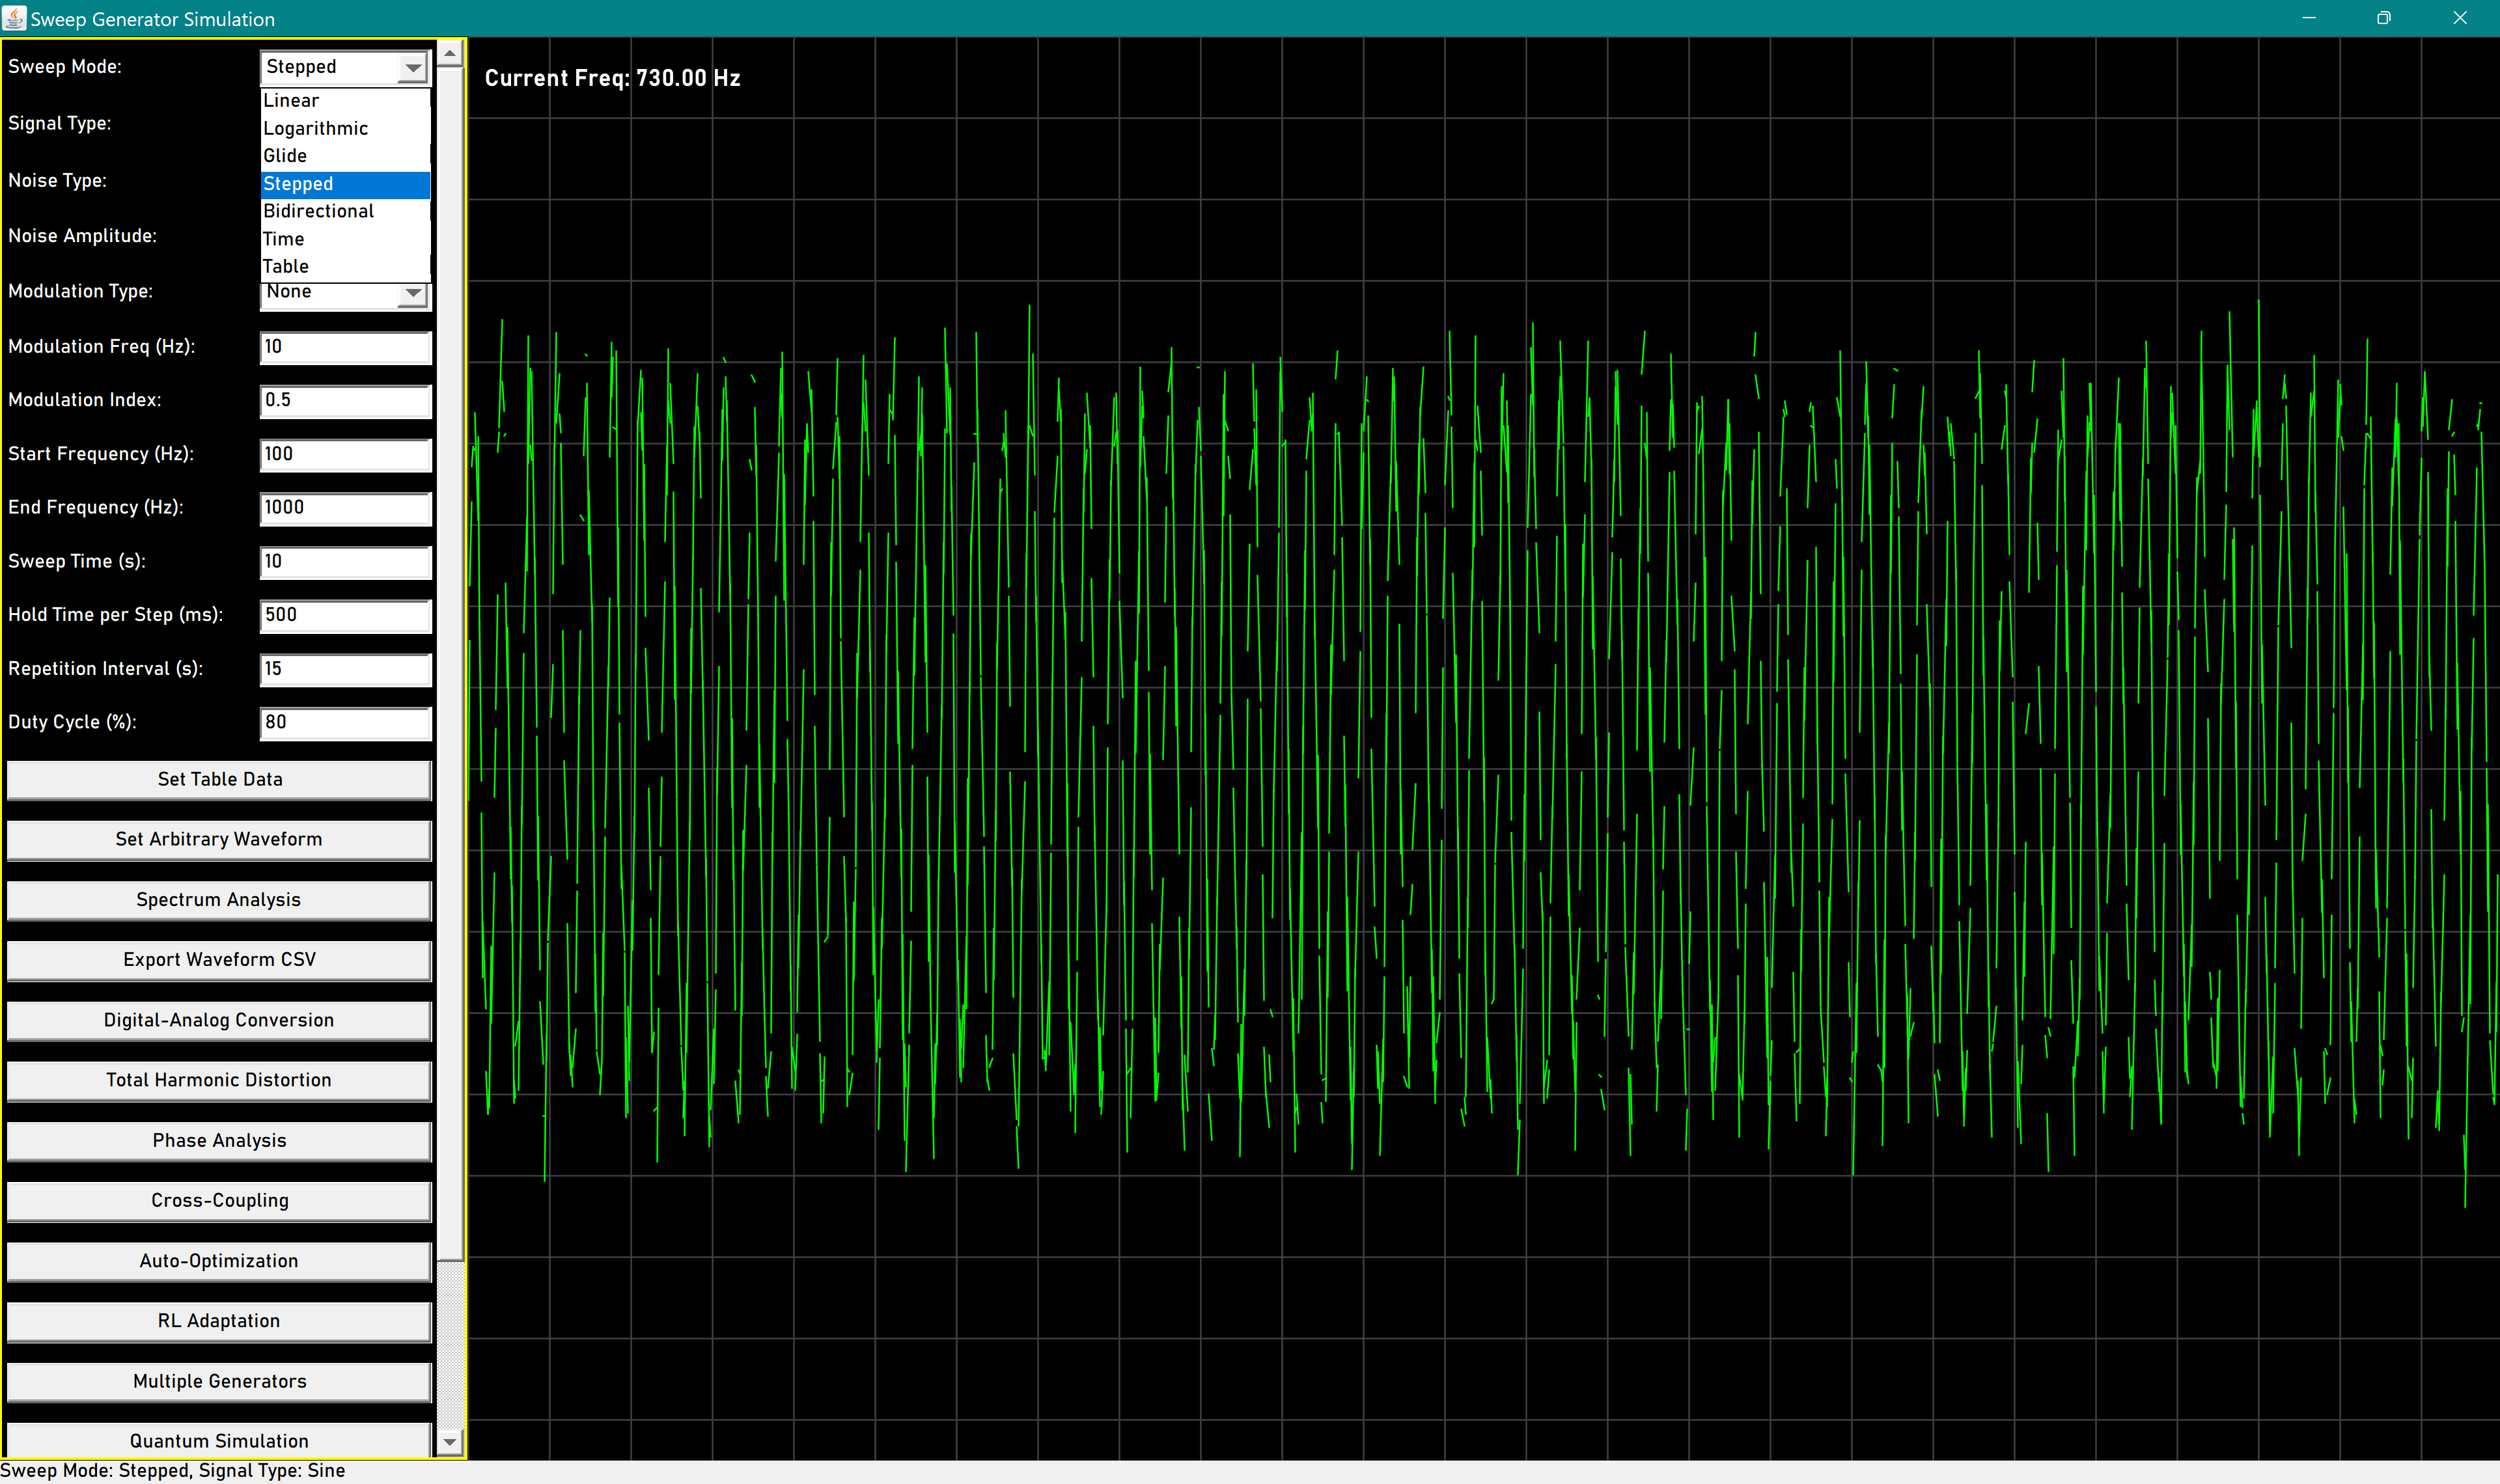 Sweep Generator Simulation
Sweep Mode: Stepped
Linear
Logarithmic
Glide
Stepped
Bidirectional
Time
Table
Signal Type:
Noise Type:
Noise Amplitude:
Modulation Type: None
Modulation Freq (Hz): 10
Modulation Index: 0.5
Start Frequency (Hz): 100
End Frequency (Hz): 1000
Sweep Time (s): 10
Hold Time per Step (ms): 500
Repetition Interval (s): 15
Duty Cycle (%): 80
Set Table Data
Set Arbitrary Waveform
Spectrum Analysis
Export Waveform CSV
Digital-Analog Conversion
Total Harmonic Distortion
Phase Analysis
Cross-Coupling
Auto-Optimization
RL Adaptation
Multiple Generators
Quantum Simulation
Current Freq: 730.00 Hz
Sweep Mode: Stepped, Signal Type: Sine